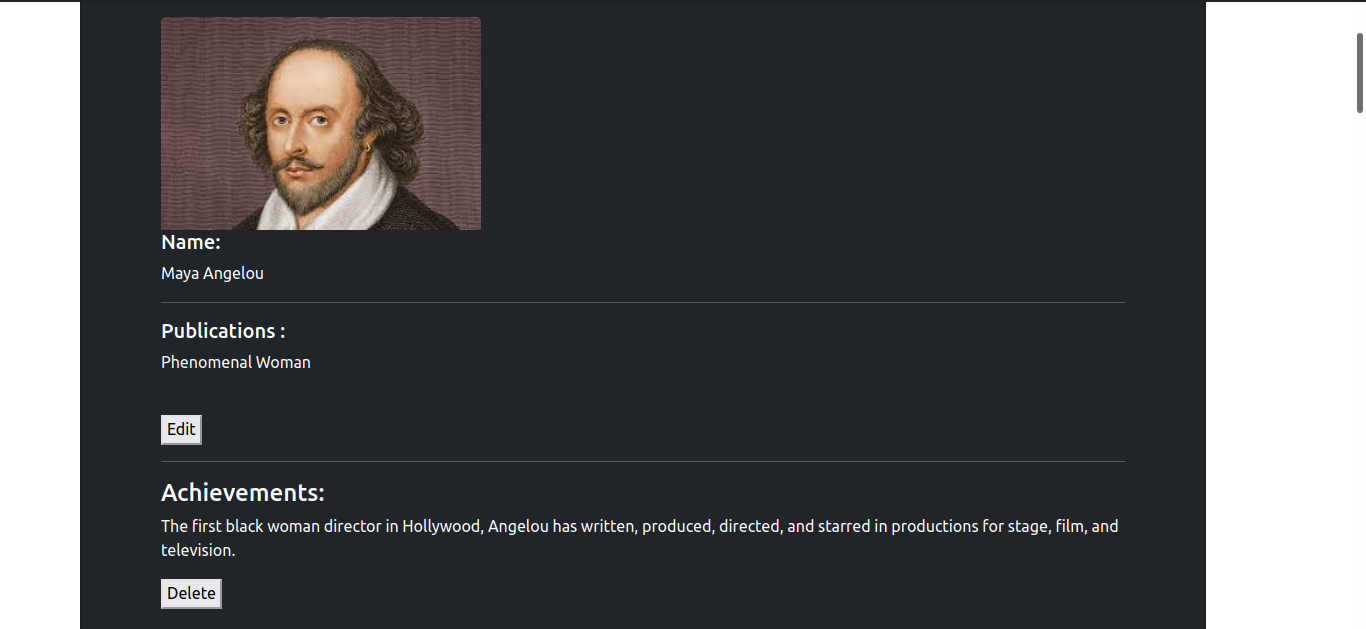 Name:
Maya Angelou
Publications :
Phenomenal Woman
Edit
Achievements:
The first black woman director in Hollywood, Angelou has written, produced, directed, and starred in productions for stage, film, and
television.
Delete